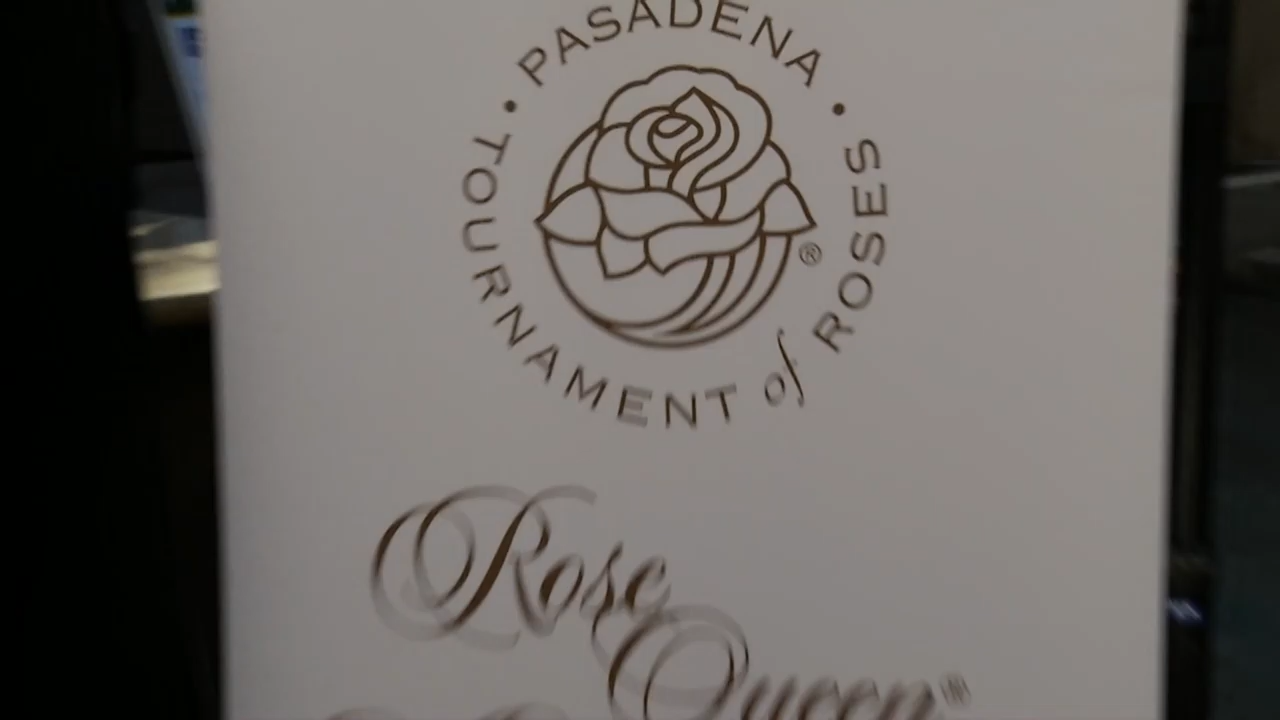 • PASADENA •
TOURNAMENT of ROSES
®
Rose
Queen®